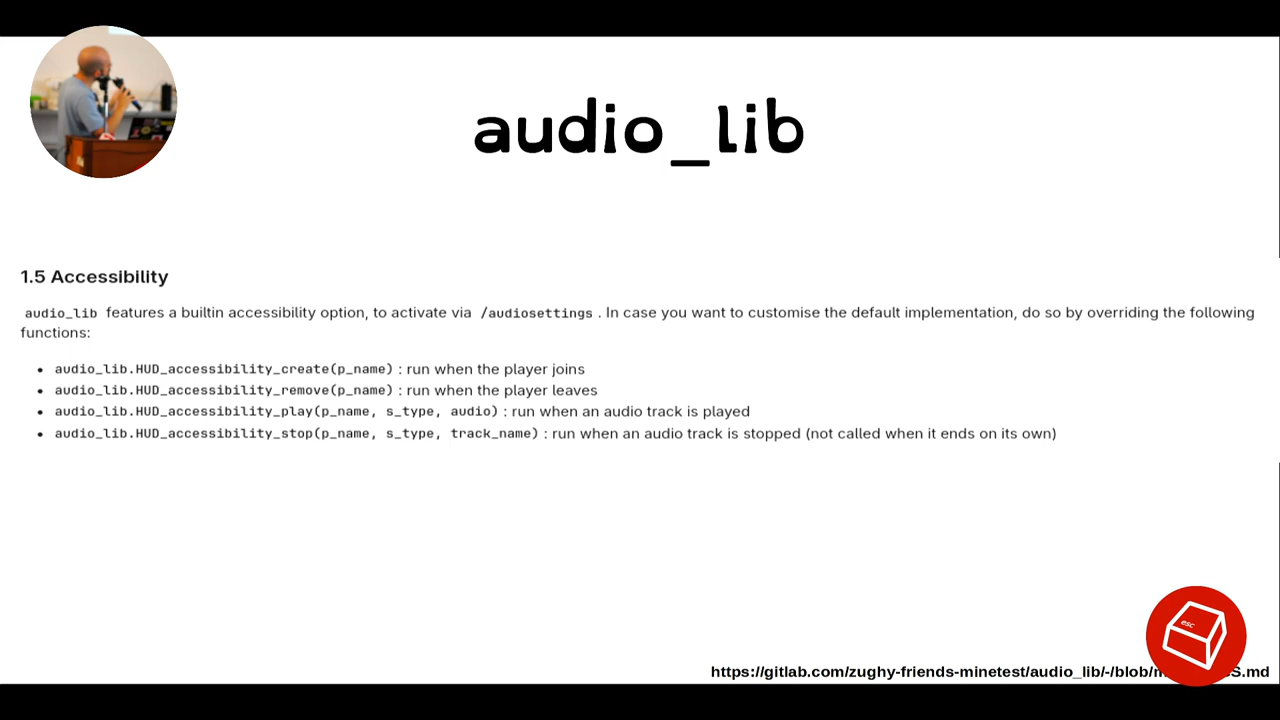 audio_lib
1.5 Accessibility
audio_lib features a builtin accessibility option, to activate via /audiosettings . In case you want to customise the default implementation, do so by overriding the following
functions:
• audio_lib.HUD_accessibility_create(p_name) : run when the player joins
• audio_lib.HUD_accessibility_remove(p_name) : run when the player leaves
• audio_lib.HUD_accessibility_play(p_name, s_type, audio) : run when an audio track is played
• audio_lib.HUD_accessibility_stop(p_name, s_type, track_name) : run when an audio track is stopped (not called when it ends on its own)
esc
https://gitlab.com/zughy-friends-minetest/audio_lib/-/blob/